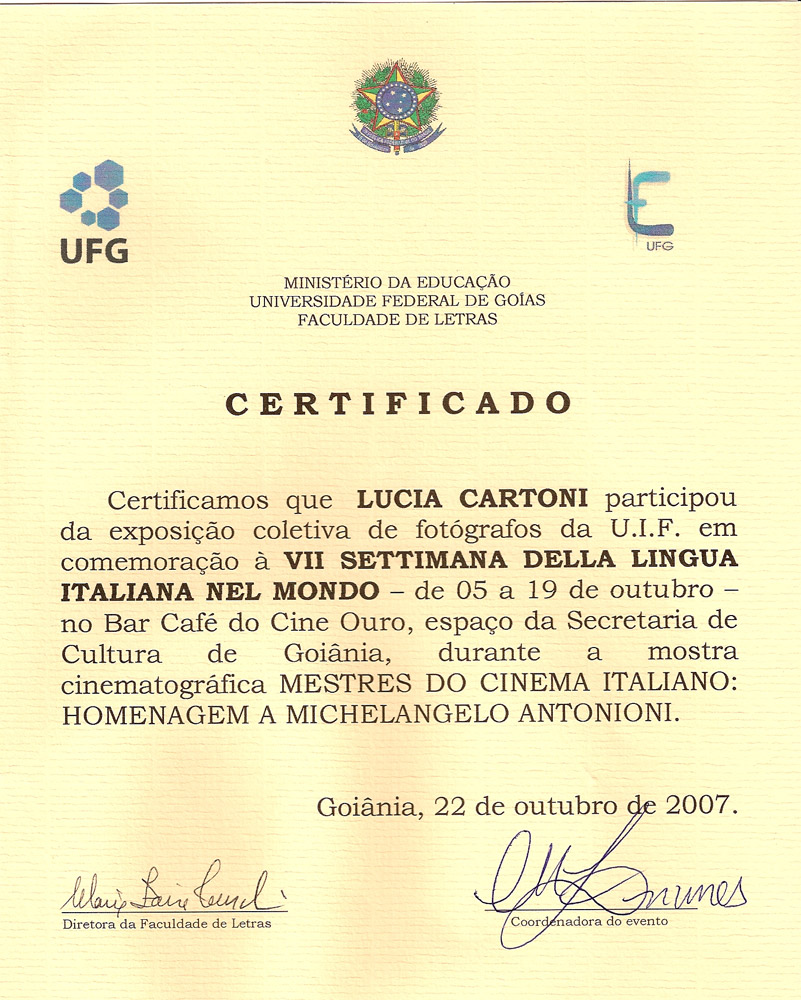 UFG
UFG
MINISTÉRIO DA EDUCAÇÃO
UNIVERSIDADE FEDERAL DE GOÍAS
FACULDADE DE LETRAS
CERTIFICADO
Certificamos que LUCIA CARTONI participou
da exposição coletiva de fotógrafos da U.I.F. em
comemoração à VII SETTIMANA DELLA LINGUA
ITALIANA NEL MONDO – de 05 a 19 de outubro –
no Bar Café do Cine Ouro, espaço da Secretaria de
Cultura de Goiânia, durante a mostra
cinematográfica MESTRES DO CINEMA ITALIANO:
HOMENAGEM A MICHELANGELO ANTONIONI.
Goiânia, 22 de outubro de 2007.
Diretora da Faculdade de Letras
Coordenadora do evento